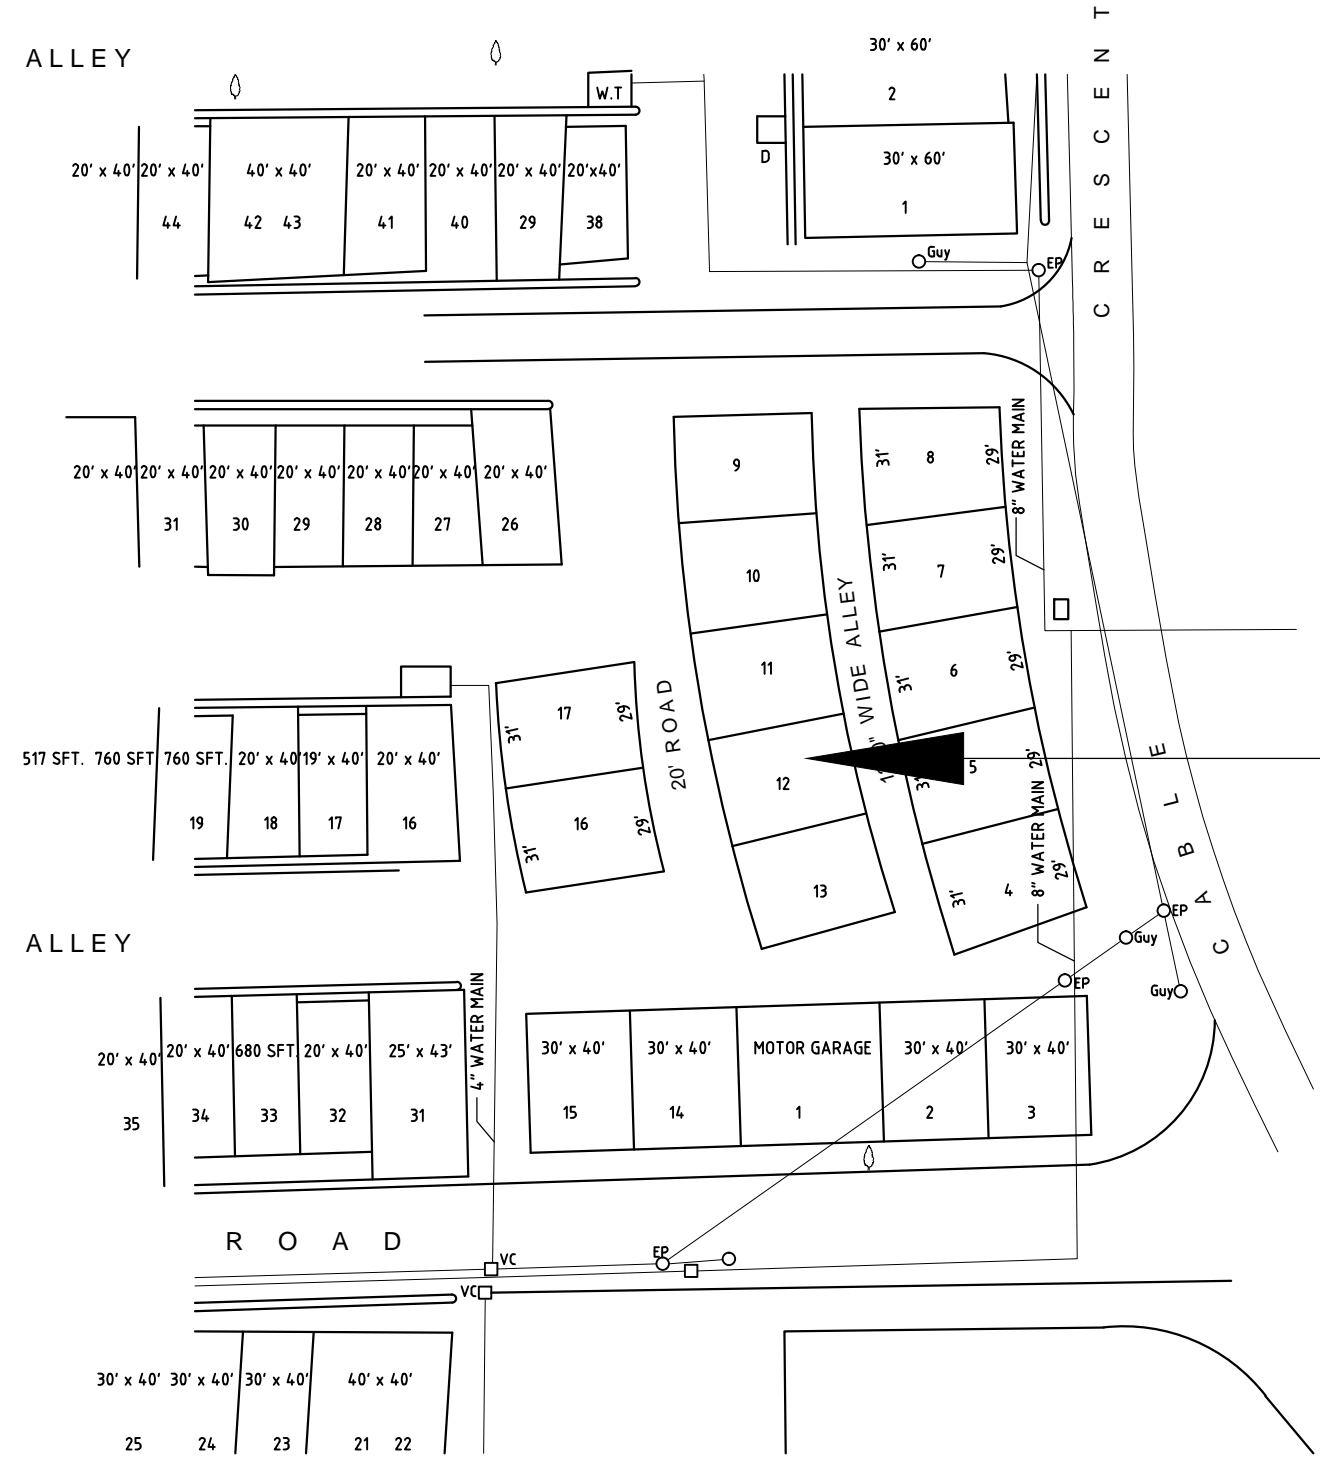 ALLEY
30' x 60'
2
W.T
D
30' x 60'
1
CRESCENT
20' x 40' 20' x 40' 40' x 40' 20' x 40' 20' x 40' 20' x 40' 20'x40'
44 42 43 41 40 29 38
Guy
EP
8" WATER MAIN
20' x 40' 20' x 40' 20' x 40' 20' x 40' 20' x 40' 20' x 40' 20' x 40'
31 30 29 28 27 26
9
31' 8 29'
10
31' 7 29'
11
31' 6 29'
WIDE ALLEY
20' ROAD
31' 17 29'
12
31' 5 29'
517 SFT. 760 SFT 760 SFT. 20' x 40' 19' x 40' 20' x 40'
19 18 17 16
31' 16 29'
13
31' 4 29'
8" WATER MAIN
CABLE
EP
Guy
EP
Guy
ALLEY
4" WATER MAIN
20' x 40' 20' x 40' 680 SFT. 20' x 40' 25' x 43'
35 34 33 32 31
30' x 40' 30' x 40' MOTOR GARAGE 30' x 40' 30' x 40'
15 14 1 2 3
ROAD
VC
EP
VC
30' x 40' 30' x 40' 30' x 40' 40' x 40'
25 24 23 21 22